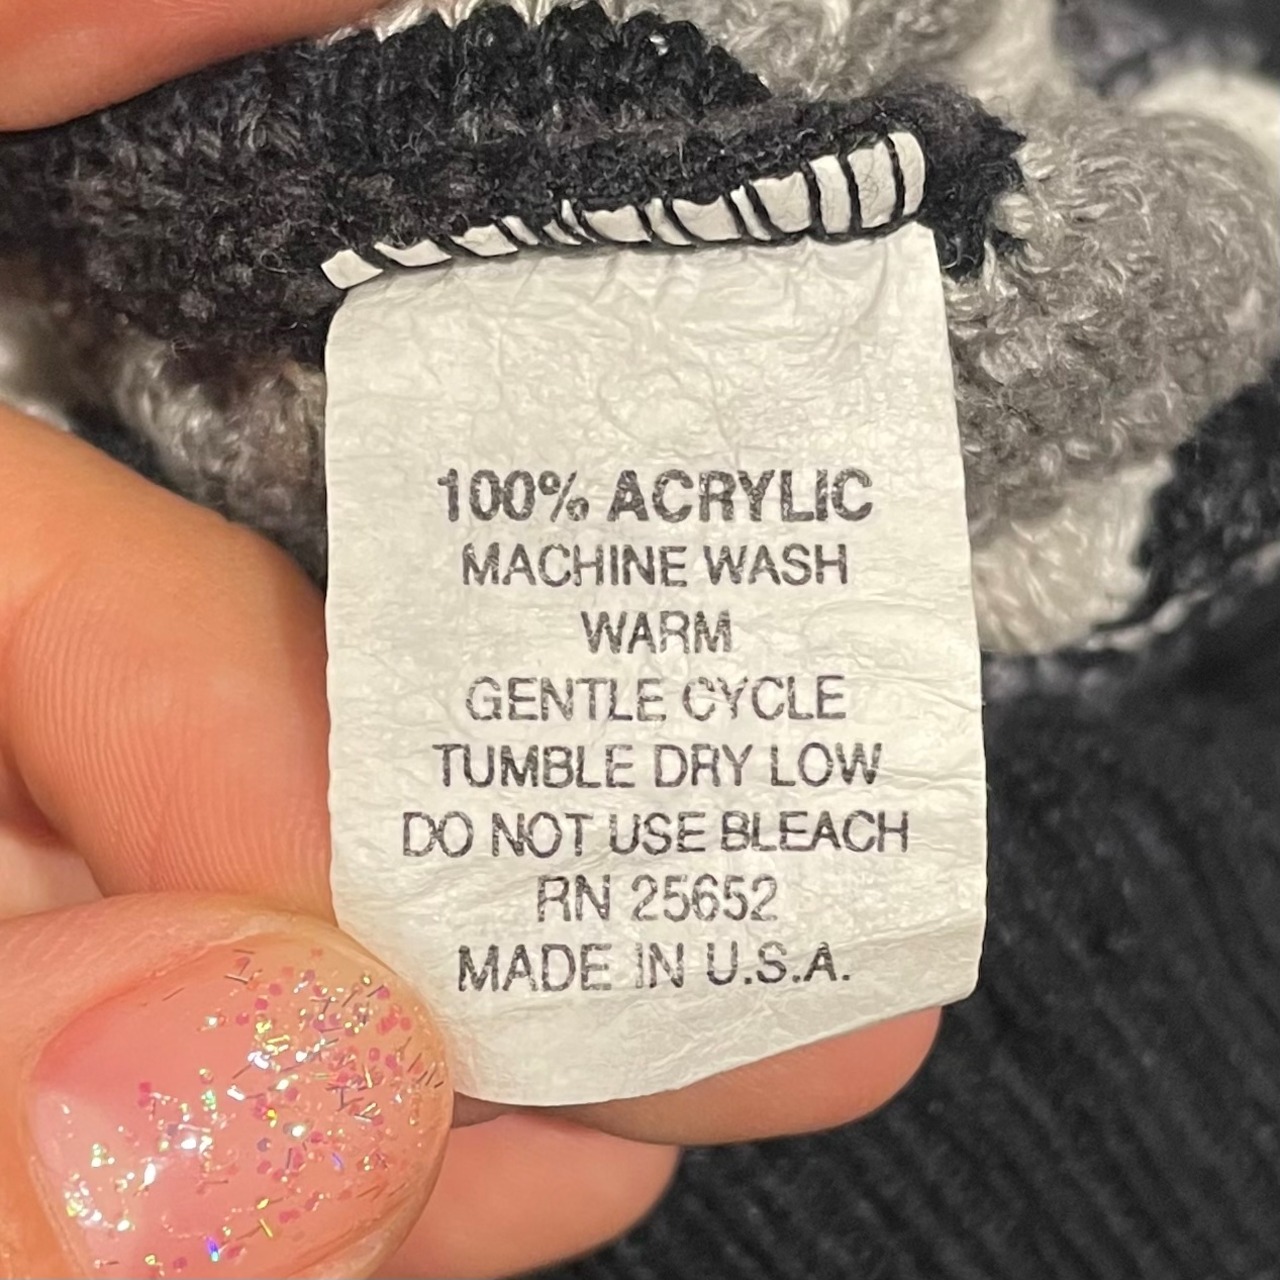 100% ACRYLIC
MACHINE WASH
WARM
GENTLE CYCLE
TUMBLE DRY LOW
DO NOT USE BLEACH
RN 25652
MADE IN U.S.A.